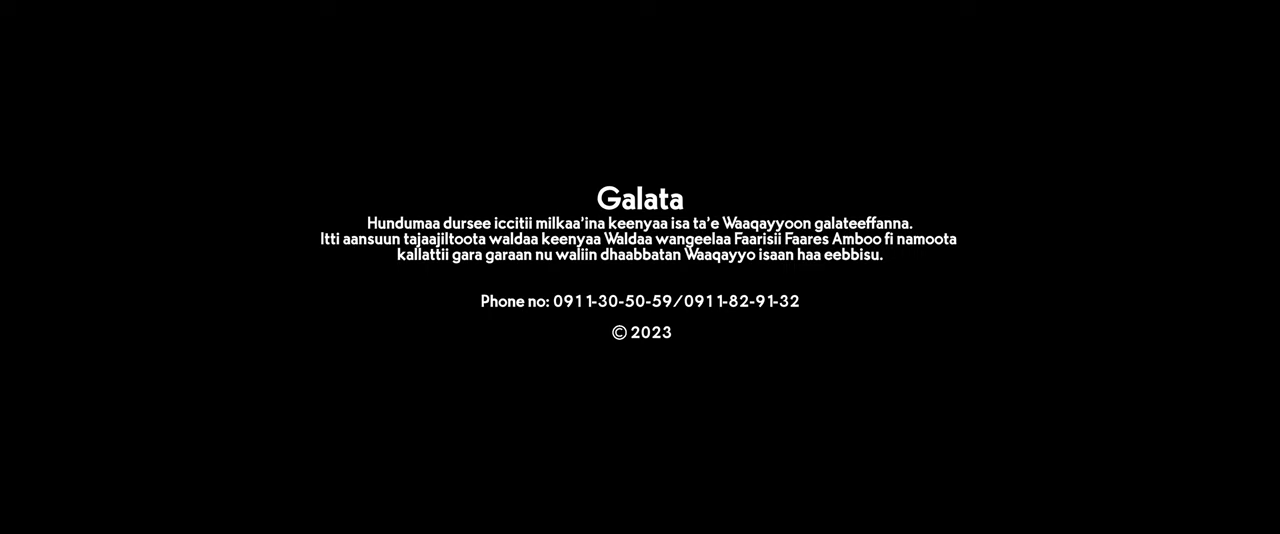 Galata
Hundumaa dursee iccitii milkaa'ina keenyaa isa ta'e Waaqayyoon galateeffanna.
Itti aansuun tajaajiltoota waldaa keenyaa Waldaa wangeelaa Faarisii Faares Amboo fi namoota
kallattii gara garaan nu waliin dhaabbatan Waaqayyo isaan haa eebbisu.
Phone no: 0911-30-50-59/0911-82-91-32
© 2023